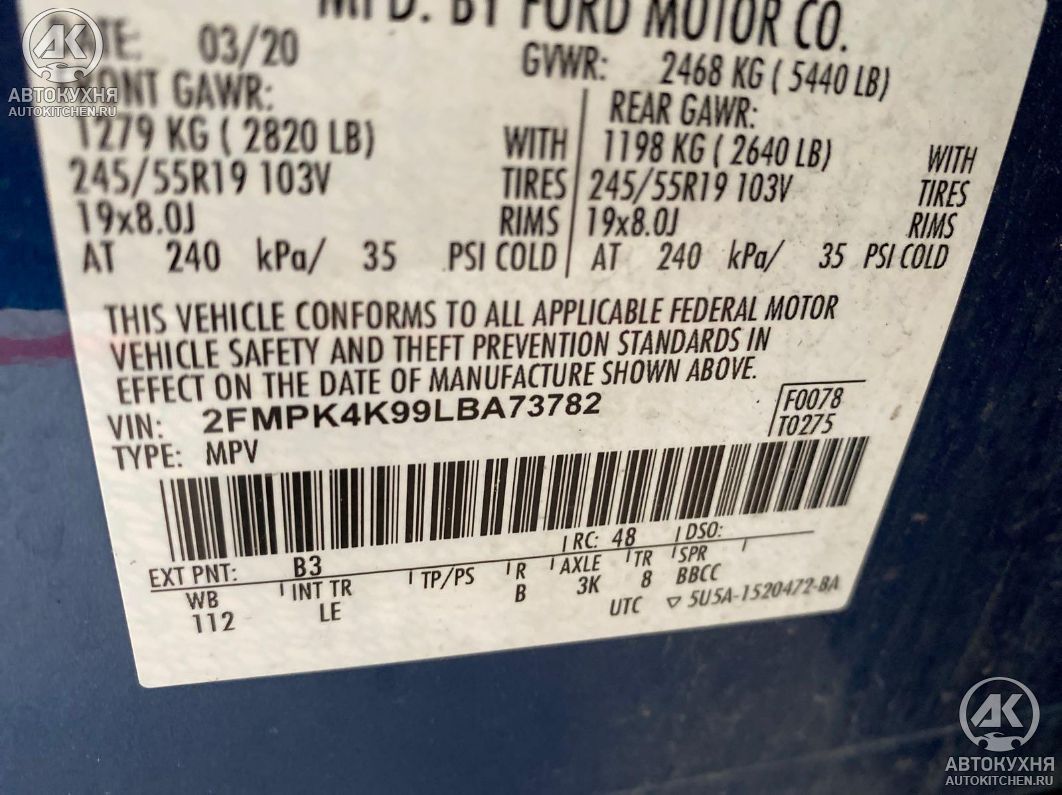 MFD. BY FORD MOTOR CO.
DATE: 03/20 GVWR: 2468 KG ( 5440 LB)
FRONT GAWR: REAR GAWR:
1279 KG ( 2820 LB) WITH 1198 KG ( 2640 LB) WITH
245/55R19 103V TIRES 245/55R19 103V TIRES
19x8.0J RIMS 19x8.0J RIMS
AT 240 kPa/ 35 PSI COLD AT 240 kPa/ 35 PSI COLD
THIS VEHICLE CONFORMS TO ALL APPLICABLE FEDERAL MOTOR
VEHICLE SAFETY AND THEFT PREVENTION STANDARDS IN
EFFECT ON THE DATE OF MANUFACTURE SHOWN ABOVE.
VIN: 2FMPK4K99LBA73782 F0078
TYPE: MPV T0275
EXT PNT: B3 RC: 48 DSO:
WB INT TR TP/PS R AXLE TR SPR
112 LE B 3K 8 BBCC
UTC ▽ 5U5A-1520472-BA
АК
АВТОКУХНЯ
AUTOKITCHEN.RU
АК
АВТОКУХНЯ
AUTOKITCHEN.RU